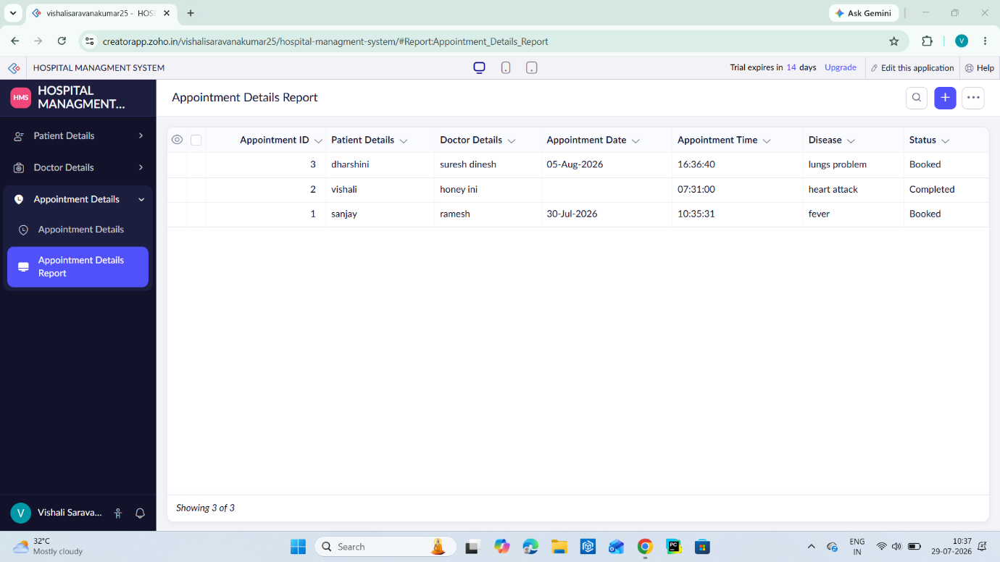 vishalisaravanakumar25 - HOS
Ask Gemini
creatorapp.zoho.in/vishalisaravanakumar25/hospital-managment-system/#Report:Appointment_Details_Report
V
HOSPITAL MANAGMENT SYSTEM
Trial expires in 14 days Upgrade
Edit this application
Help
HMS
HOSPITAL
MANAGMENT...
Patient Details
Doctor Details
Appointment Details
Appointment Details
Appointment Details
Report
V
Vishali Sarava...
Appointment Details Report
Appointment ID Patient Details Doctor Details Appointment Date Appointment Time Disease Status
3 dharshini suresh dinesh 05-Aug-2026 16:36:40 lungs problem Booked
2 vishali honey ini 07:31:00 heart attack Completed
1 sanjay ramesh 30-Jul-2026 10:35:31 fever Booked
Showing 3 of 3
32°C
Mostly cloudy
Search
PC
ENG
IN
10:37
29-07-2026